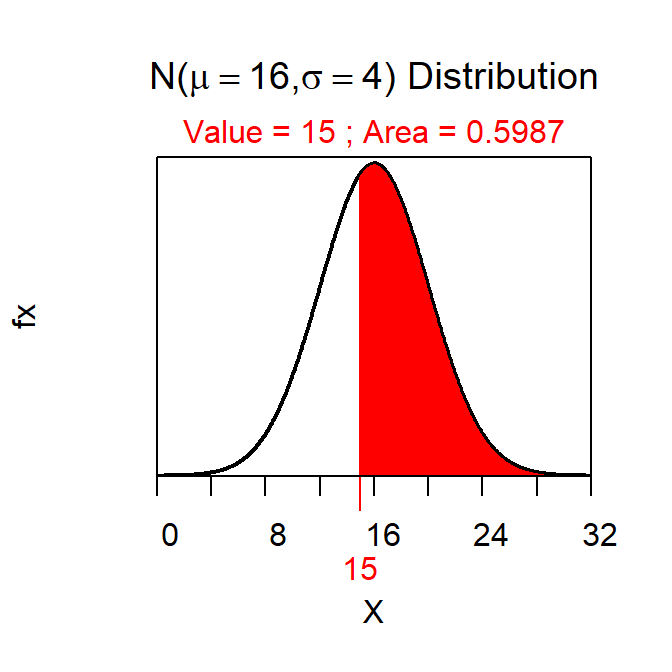 N(μ = 16,σ = 4) Distribution
Value = 15 ; Area = 0.5987
fx
0 8 16 24 32
15
X